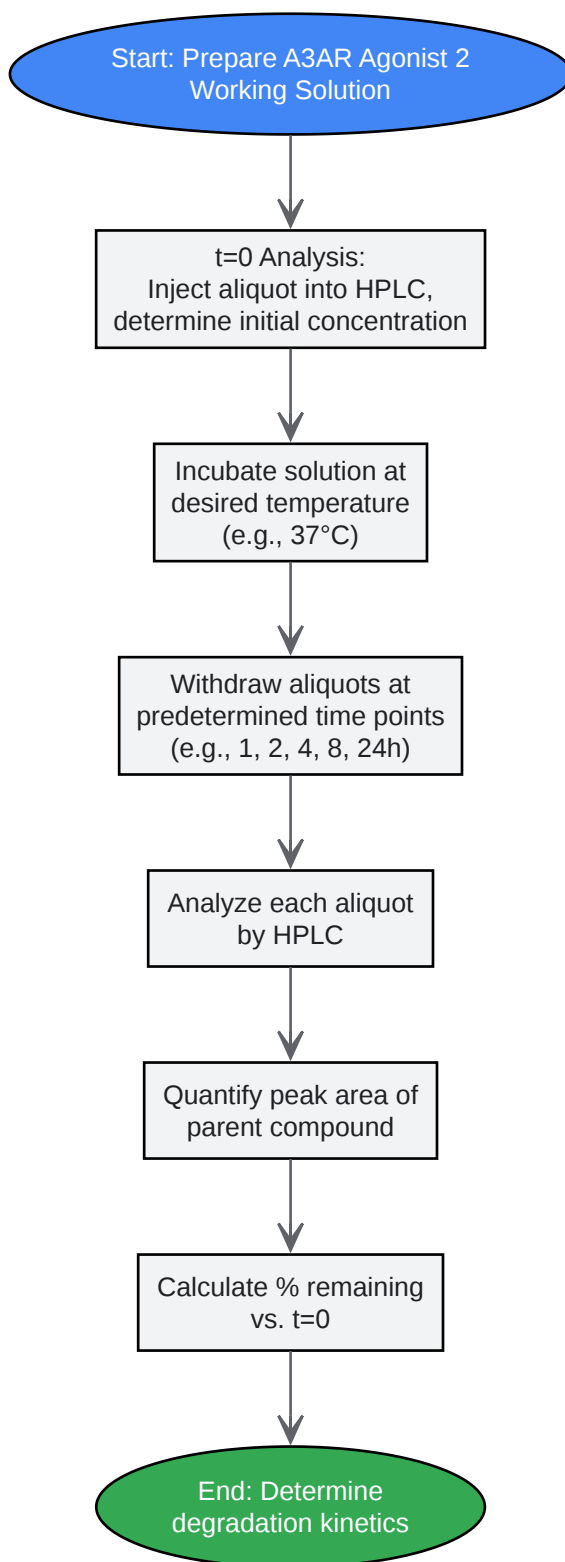 Start: Prepare A3AR Agonist 2
Working Solution
t=0 Analysis:
Inject aliquot into HPLC,
determine initial concentration
Incubate solution at
desired temperature
(e.g., 37°C)
Withdraw aliquots at
predetermined time points
(e.g., 1, 2, 4, 8, 24h)
Analyze each aliquot
by HPLC
Quantify peak area of
parent compound
Calculate % remaining
vs. t=0
End: Determine
degradation kinetics